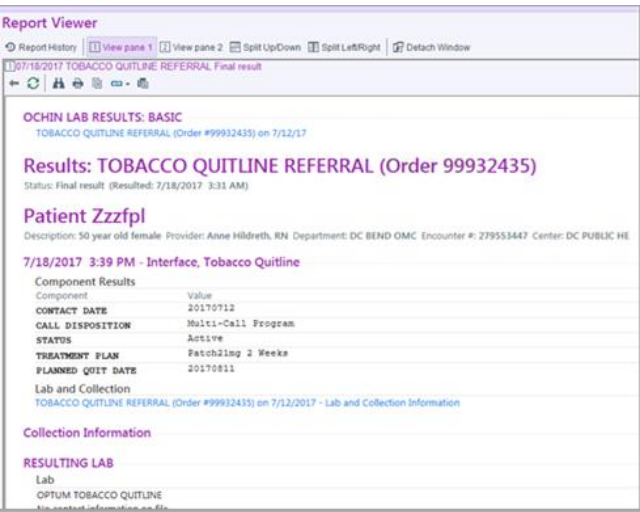 Report Viewer
Report History View pane 1 View pane 2 Split Up/Down Split Left/Right Detach Window
07/18/2017 TOBACCO QUITLINE REFERRAL Final result
OCHIN LAB RESULTS: BASIC
TOBACCO QUITLINE REFERRAL (Order #99932435) on 7/12/17
Results: TOBACCO QUITLINE REFERRAL (Order 99932435)
Status: Final result (Resulted: 7/18/2017 3:31 AM)
Patient Zzzfpl
Description: 50 year old female Provider: Anne Hildreth, RN Department: DC BEND OMC Encounter #: 279553447 Center: DC PUBLIC HE
7/18/2017 3:39 PM - Interface, Tobacco Quitline
Component Results
Component Value
CONTACT DATE 20170712
CALL DISPOSITION Multi-Call Program
STATUS Active
TREATMENT PLAN Patch21mg 2 Weeks
PLANNED QUIT DATE 20170811
Lab and Collection
TOBACCO QUITLINE REFERRAL (Order #99932435) on 7/12/2017 - Lab and Collection Information
Collection Information
RESULTING LAB
Lab
OPTUM TOBACCO QUITLINE
No contact information on file